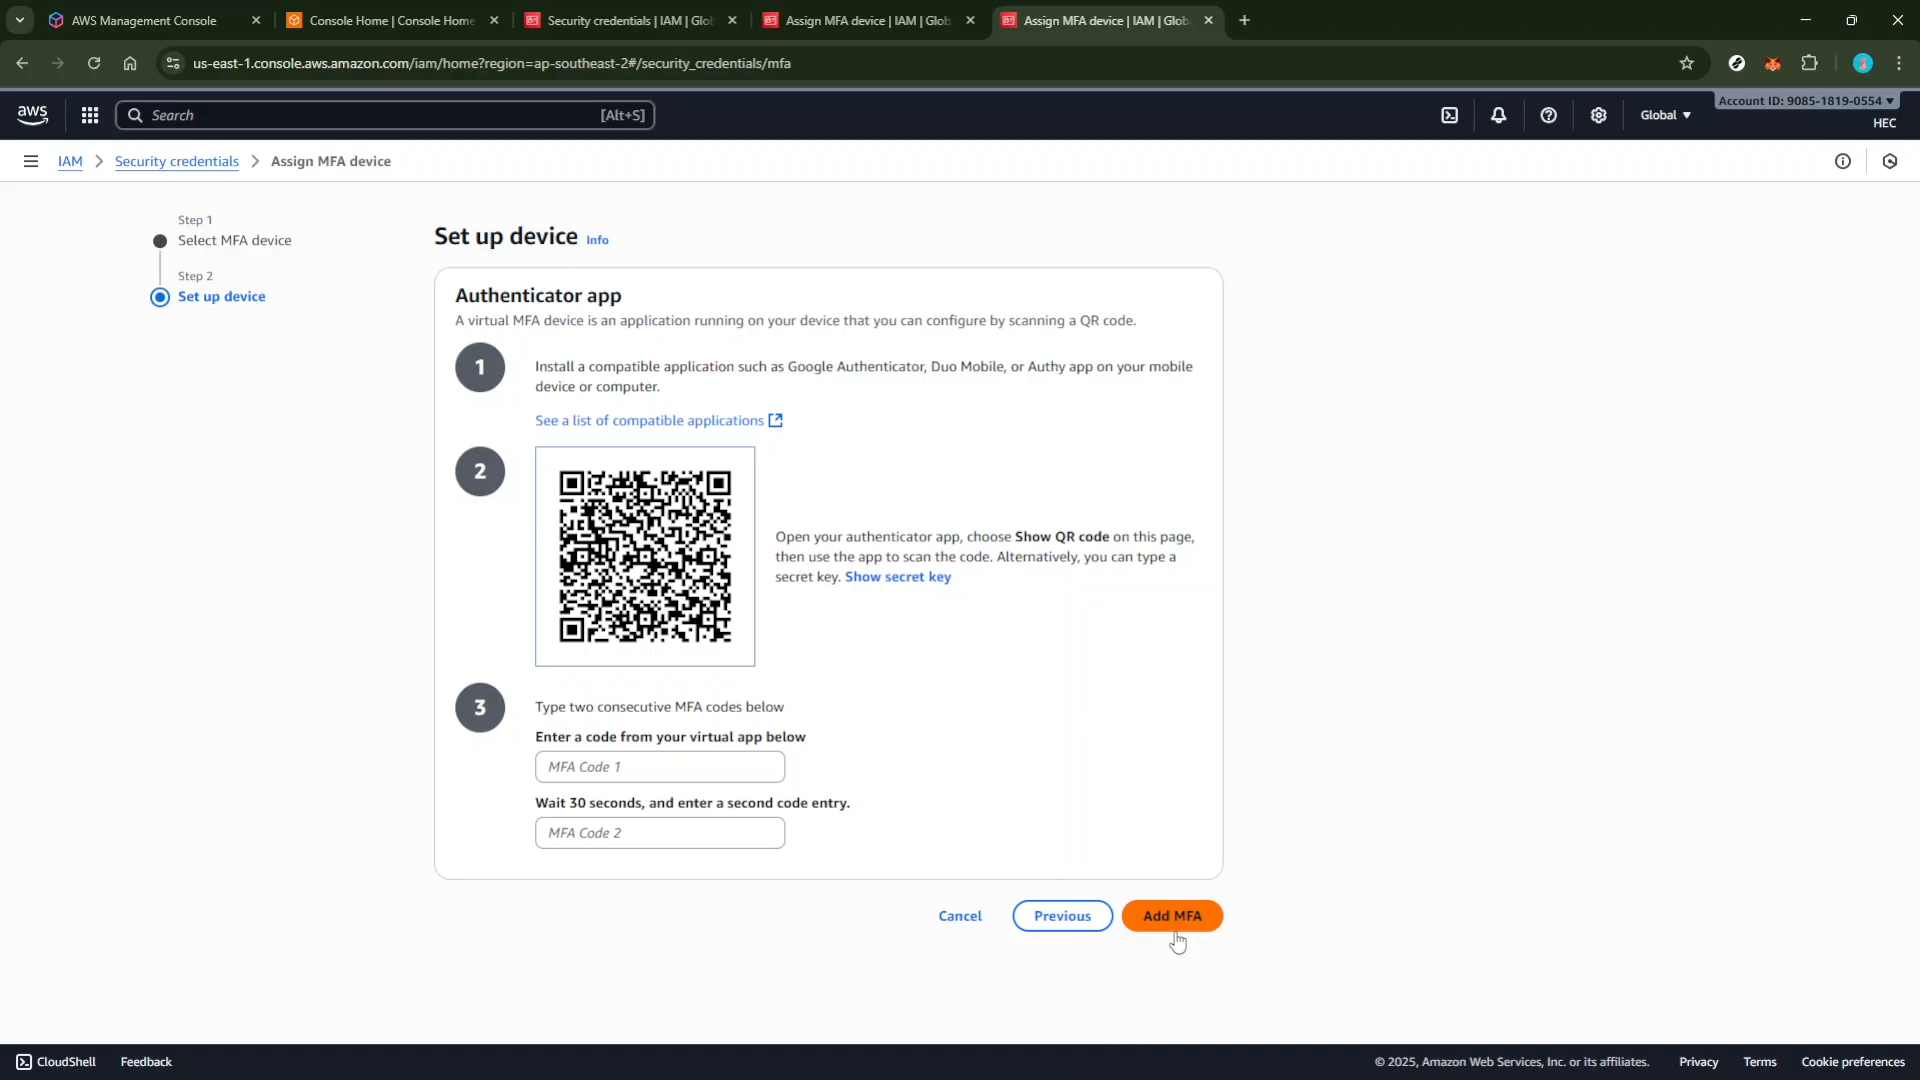 AWS Management Console
Console Home | Console Home
Security credentials | IAM | Glob
Assign MFA device | IAM | Glob
Assign MFA device | IAM | Glob
us-east-1.console.aws.amazon.com/iam/home?region=ap-southeast-2#/security_credentials/mfa
aws
Search
[Alt+S]
Global ▼
Account ID: 9085-1819-0554 ▼
HEC
IAM > Security credentials > Assign MFA device
Step 1
Select MFA device
Step 2
Set up device
Set up device Info
Authenticator app
A virtual MFA device is an application running on your device that you can configure by scanning a QR code.
1
Install a compatible application such as Google Authenticator, Duo Mobile, or Authy app on your mobile
device or computer.
See a list of compatible applications
2
Open your authenticator app, choose Show QR code on this page,
then use the app to scan the code. Alternatively, you can type a
secret key. Show secret key
3
Type two consecutive MFA codes below
Enter a code from your virtual app below
MFA Code 1
Wait 30 seconds, and enter a second code entry.
MFA Code 2
Cancel
Previous
Add MFA
CloudShell
Feedback
© 2025, Amazon Web Services, Inc. or its affiliates.
Privacy
Terms
Cookie preferences